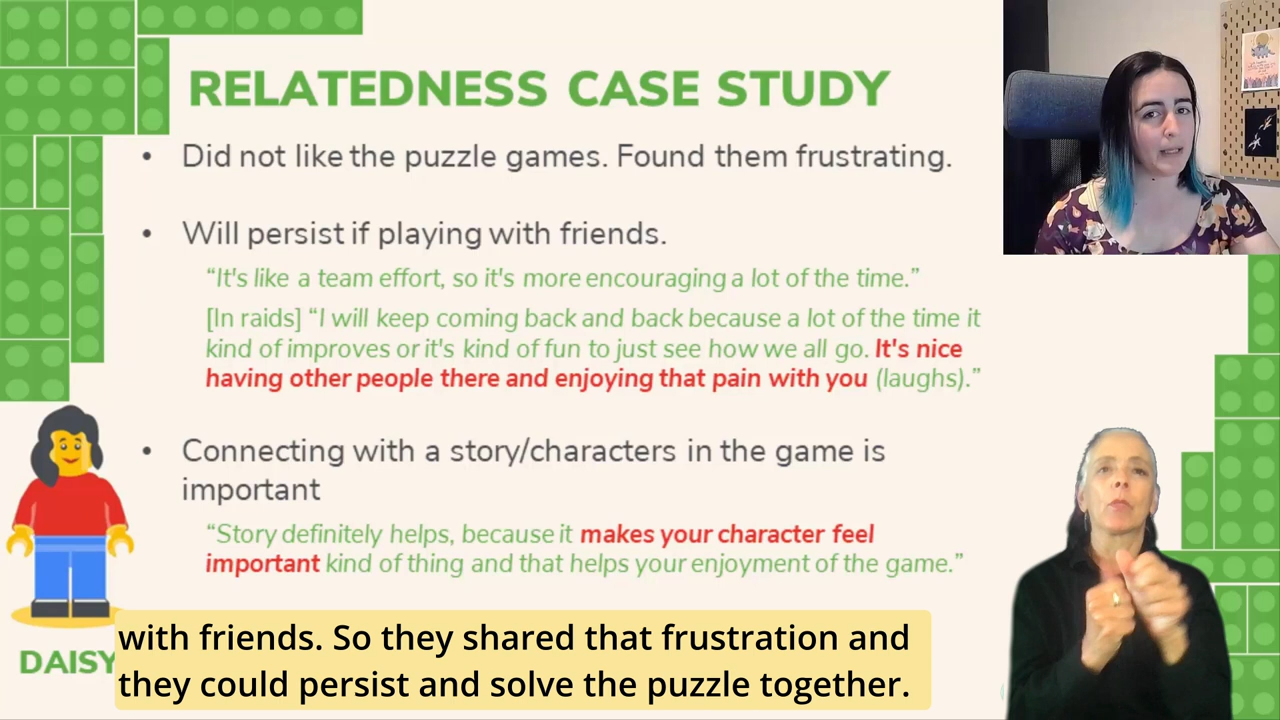 RELATEDNESS CASE STUDY
• Did not like the puzzle games. Found them frustrating.
• Will persist if playing with friends.
“It's like a team effort, so it's more encouraging a lot of the time.”
[In raids] “I will keep coming back and back because a lot of the time it
kind of improves or it's kind of fun to just see how we all go. It's nice
having other people there and enjoying that pain with you (laughs).”
• Connecting with a story/characters in the game is
important
“Story definitely helps, because it makes your character feel
important kind of thing and that helps your enjoyment of the game.”
DAISY
with friends. So they shared that frustration and
they could persist and solve the puzzle together.